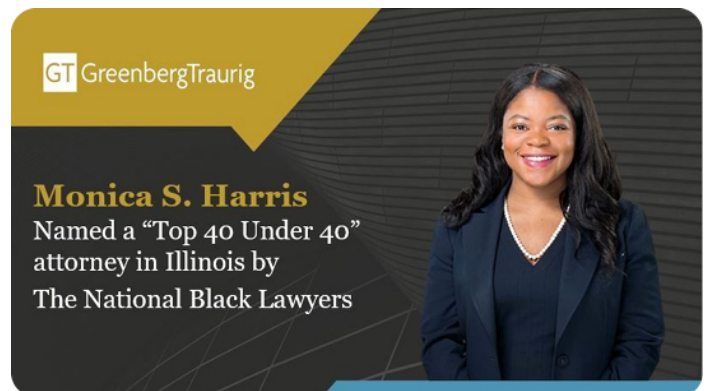 GT GreenbergTraurig
Monica S. Harris
Named a “Top 40 Under 40”
attorney in Illinois by
The National Black Lawyers